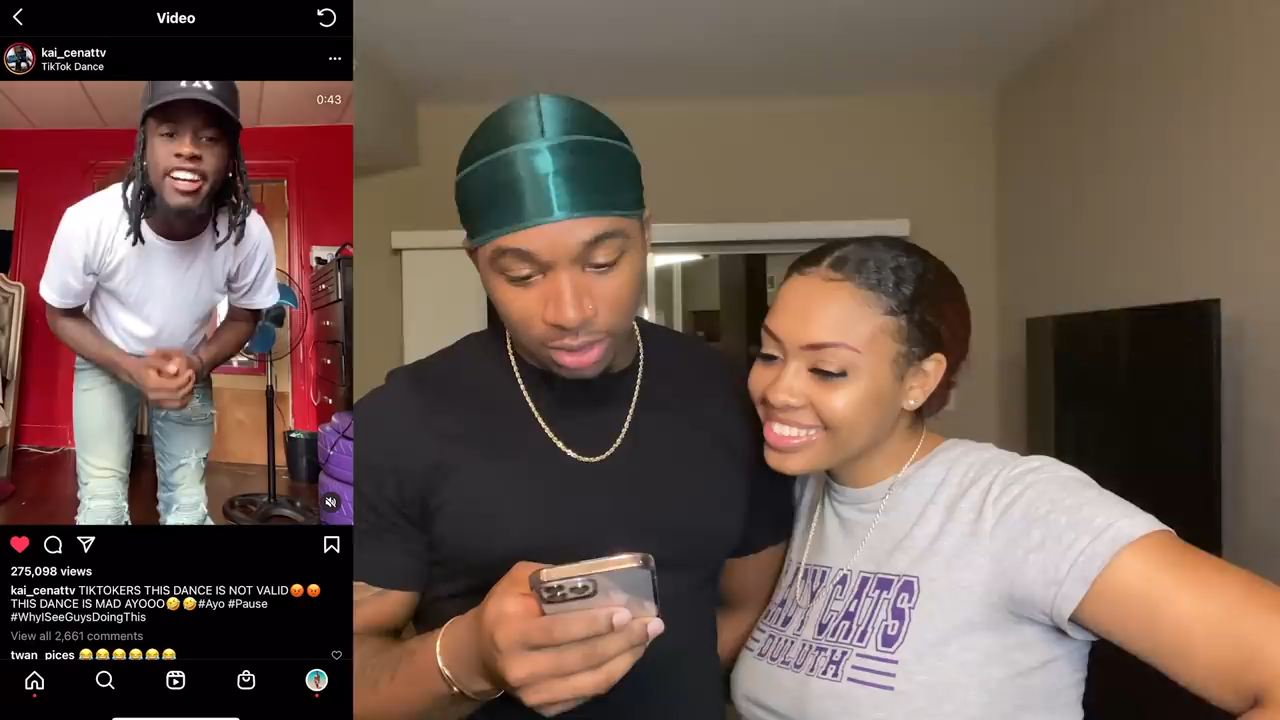 Video
kai_cenattv
TikTok Dance
0:43
275,098 views
kai_cenattv TIKTOKERS THIS DANCE IS NOT VALID😡😡
THIS DANCE IS MAD AYOOO🤣🤣#Ayo #Pause
#WhyISeeGuysDoingThis
View all 2,661 comments
twan_pices 😂😂😂😂😂😂
LADY CATS
DULUTH